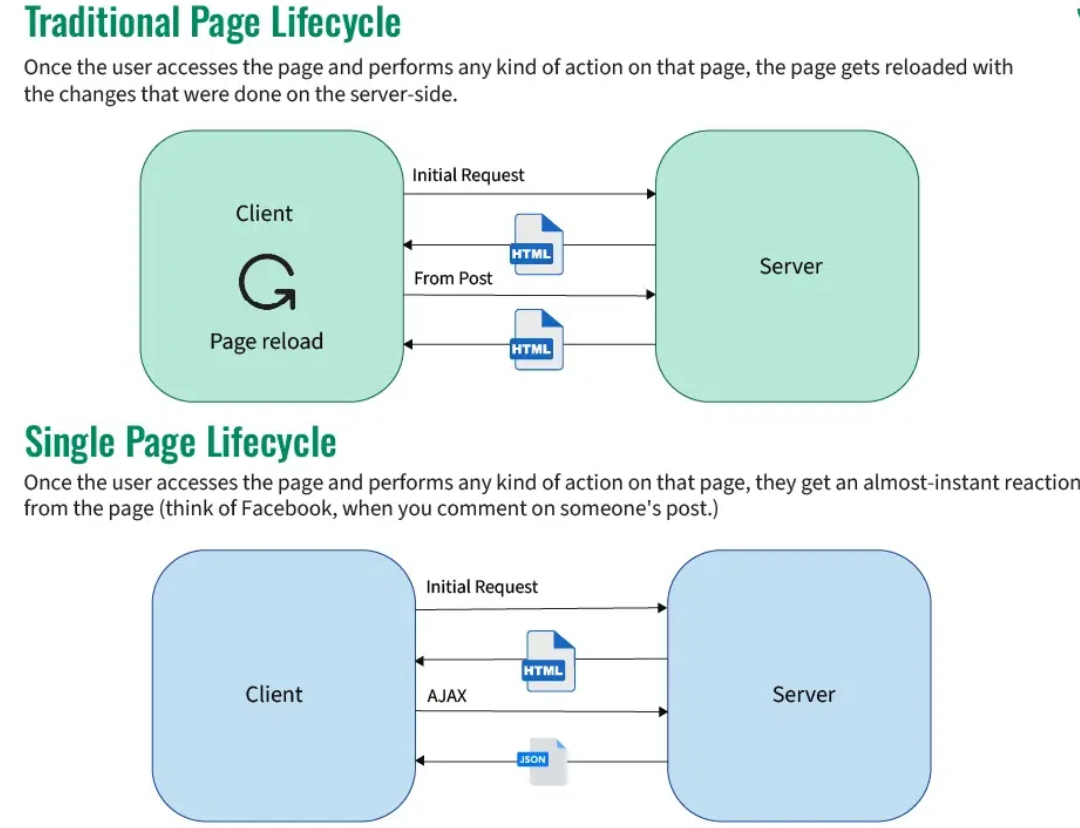 Traditional Page Lifecycle
Once the user accesses the page and performs any kind of action on that page, the page gets reloaded with
the changes that were done on the server-side.
Initial Request
Client
HTML
Server
From Post
Page reload
HTML
Single Page Lifecycle
Once the user accesses the page and performs any kind of action on that page, they get an almost-instant reaction
from the page (think of Facebook, when you comment on someone's post.)
Initial Request
HTML
Client
AJAX
Server
JSON